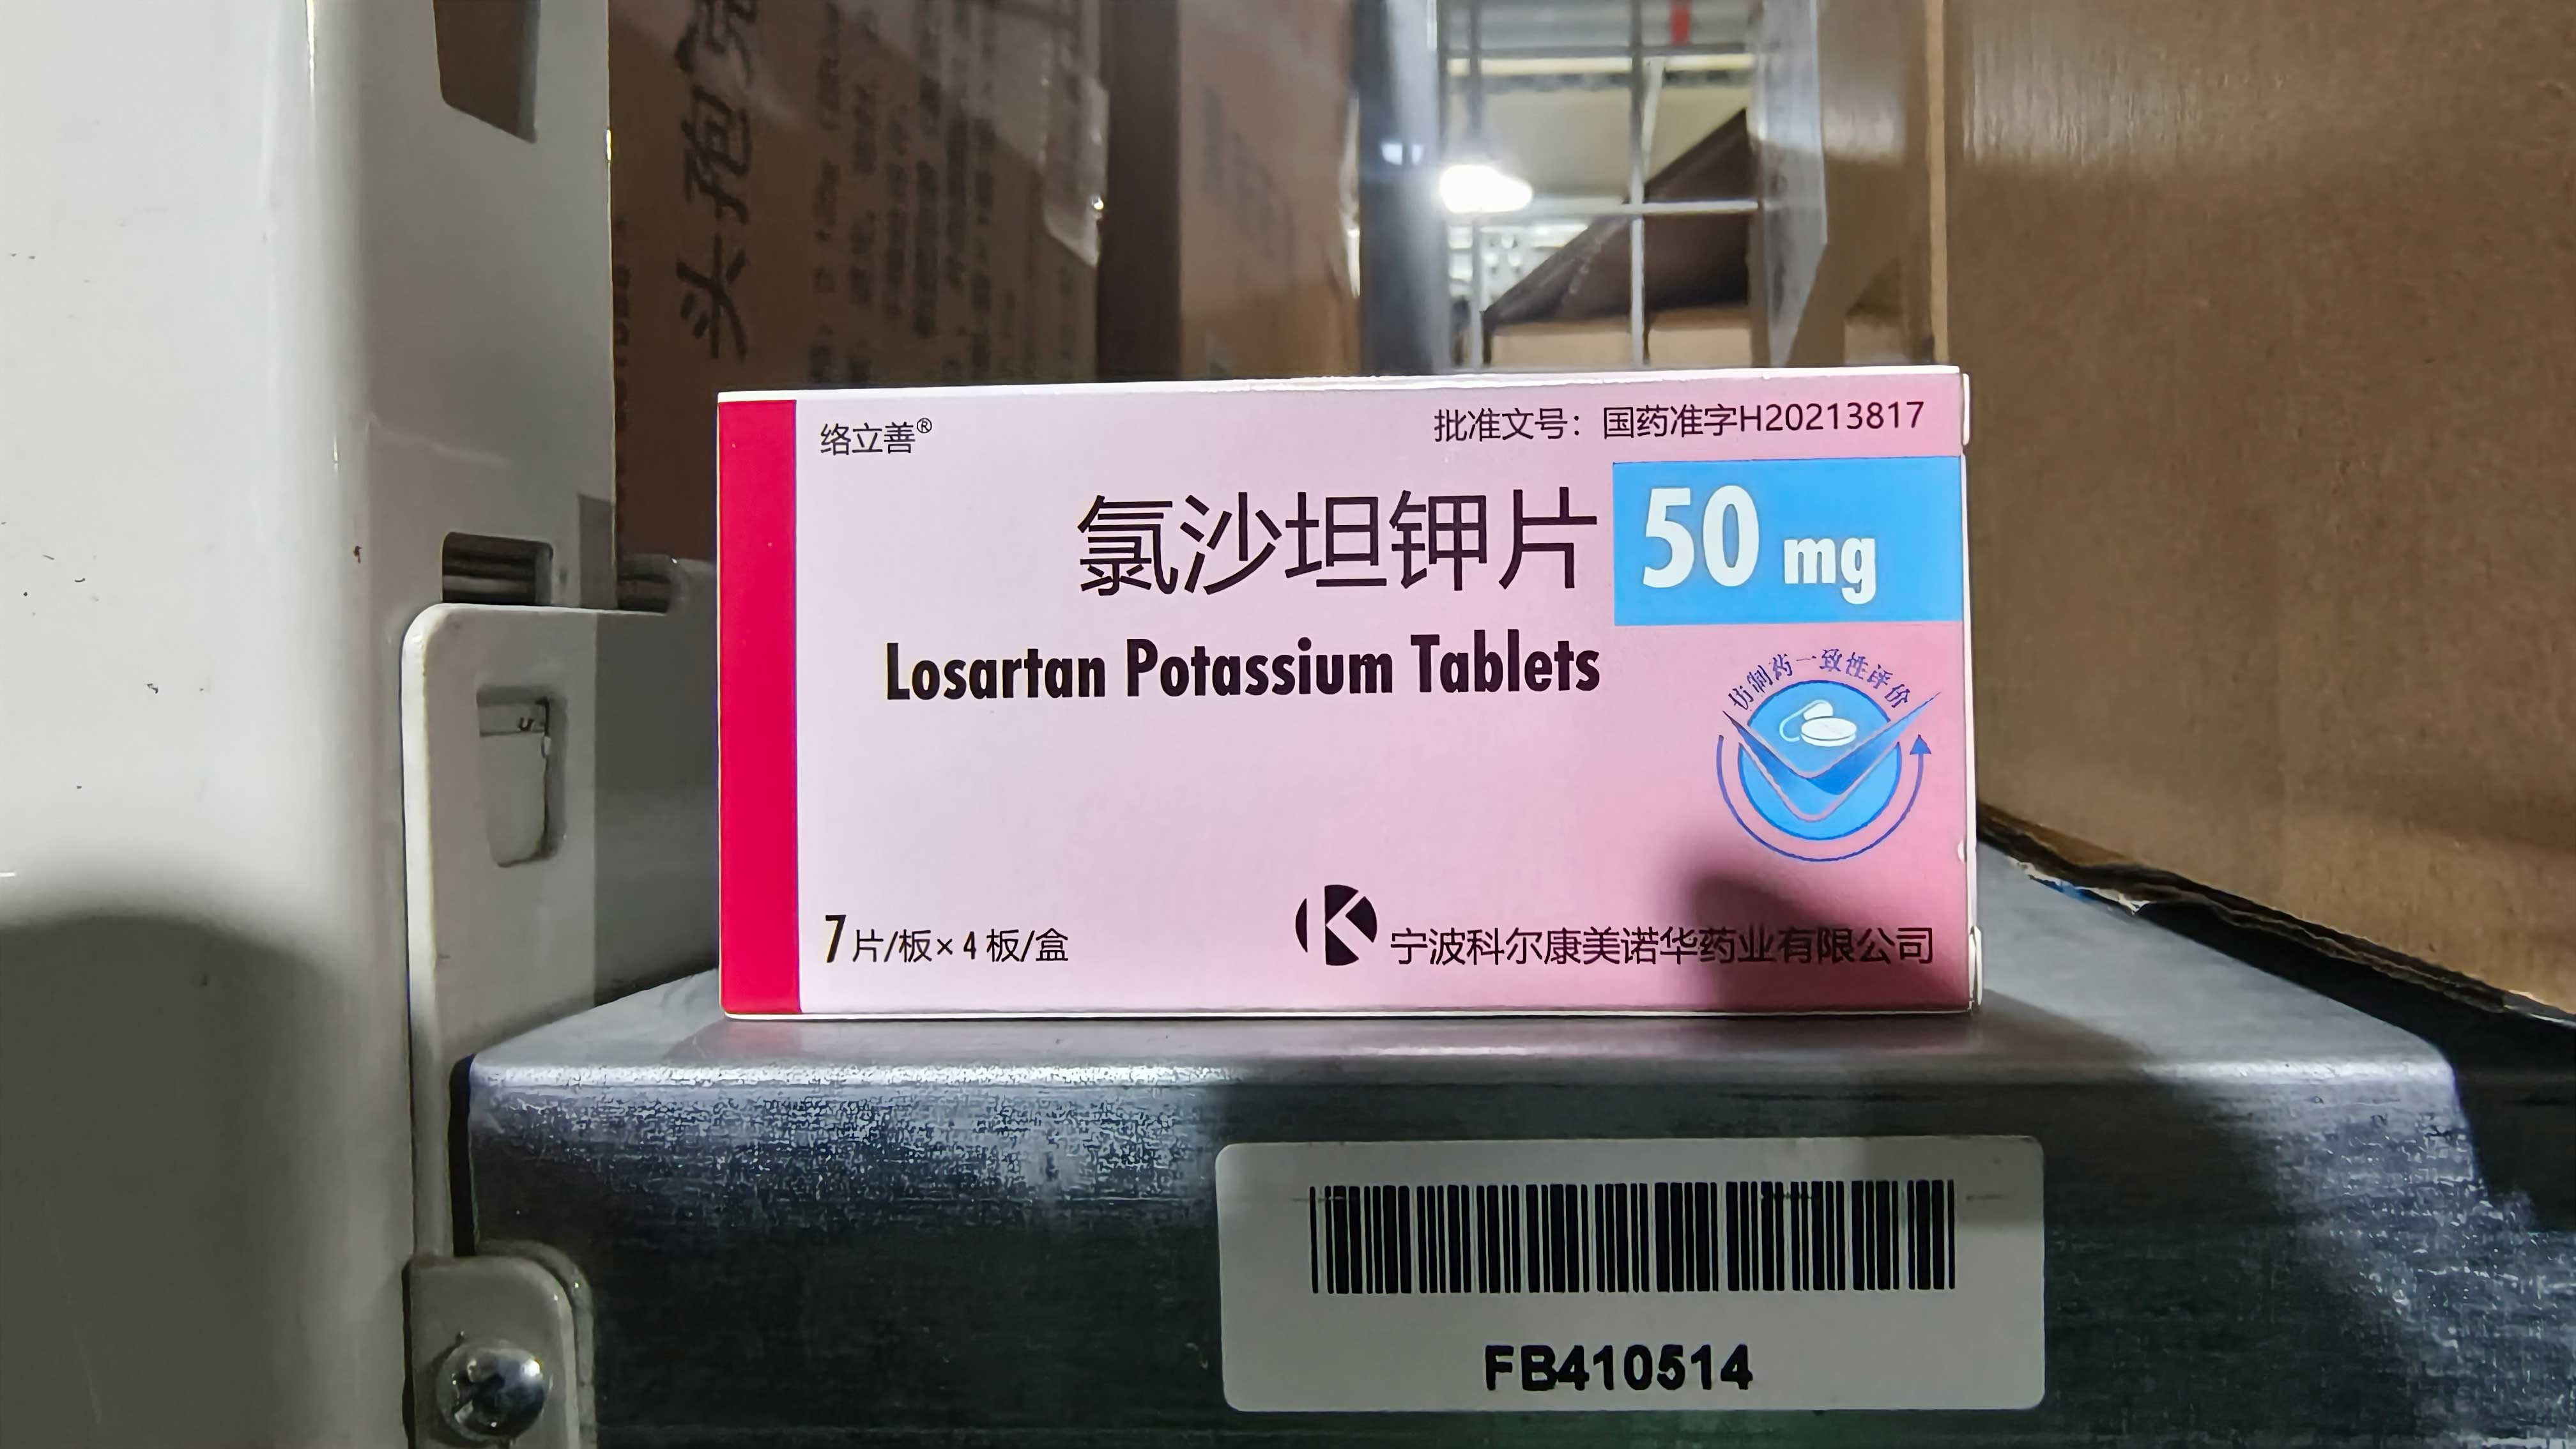 头孢
络立善®
批准文号：国药准字H20213817
氯沙坦钾片
50 mg
Losartan Potassium Tablets
仿制药一致性评价
7片/板×4板/盒
宁波科尔康美诺华药业有限公司
FB410514